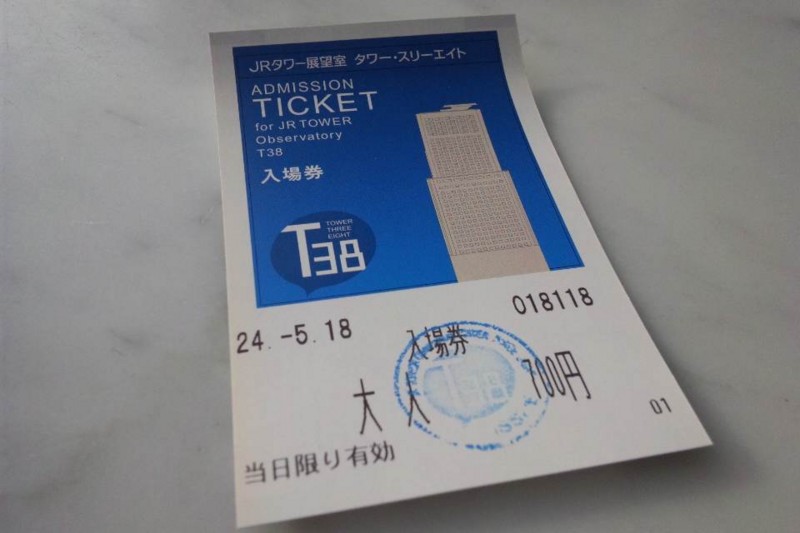 JRタワー展望室 タワー・スリーエイト
ADMISSION
TICKET
for JR TOWER
Observatory
T38
入場券
T38
TOWER
THREE
EIGHT
018118
24.-5.18
入場券
大人 700円
T38
01
当日限り有効